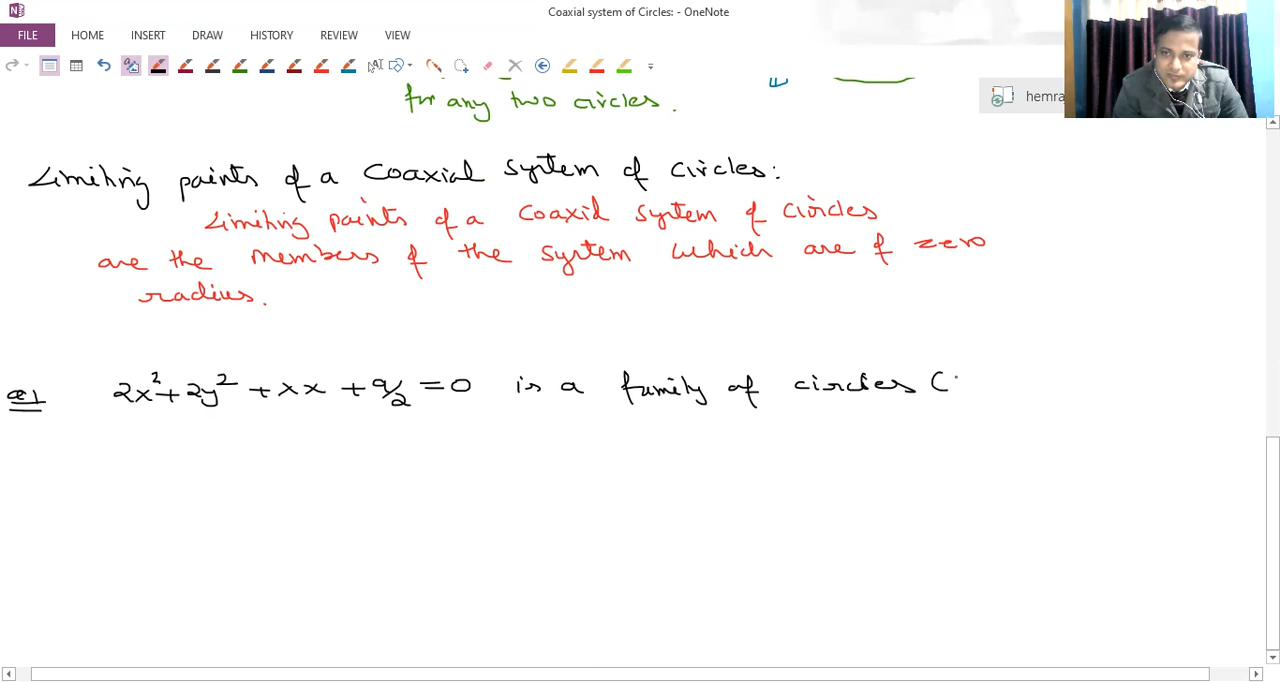 Coaxial system of Circles: - OneNote
FILE HOME INSERT DRAW HISTORY REVIEW VIEW
for any two circles.
hemra
Limiting points of a Coaxial System of Circles:
Limiting points of a Coaxial System of Circles
are the members of the System which are of zero
radius.
Q1 2x²+2y² + λx + 9/2 = 0 is a family of circles (